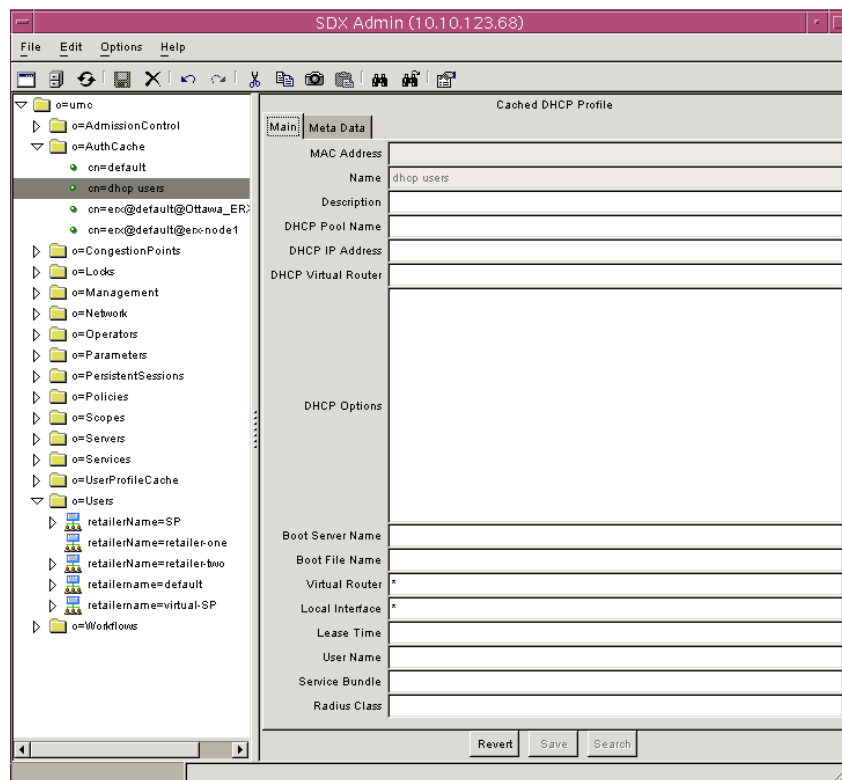 SDX Admin (10.10.123.68)
File Edit Options Help
o=umc
o=AdmissionControl
o=AuthCache
cn=default
cn=dhcp users
cn=erx@default@Ottawa_ERX
cn=erx@default@erx-node1
o=CongestionPoints
o=Locks
o=Management
o=Network
o=Operators
o=Parameters
o=PersistentSessions
o=Policies
o=Scopes
o=Servers
o=Services
o=UserProfileCache
o=Users
retailerName=SP
retailerName=retailer-one
retailerName=retailer-two
retailername=default
retailername=virtual-SP
o=Workflows
Cached DHCP Profile
Main Meta Data
MAC Address
Name dhcp users
Description
DHCP Pool Name
DHCP IP Address
DHCP Virtual Router
DHCP Options
Boot Server Name
Boot File Name
Virtual Router *
Local Interface *
Lease Time
User Name
Service Bundle
Radius Class
Revert Save Search